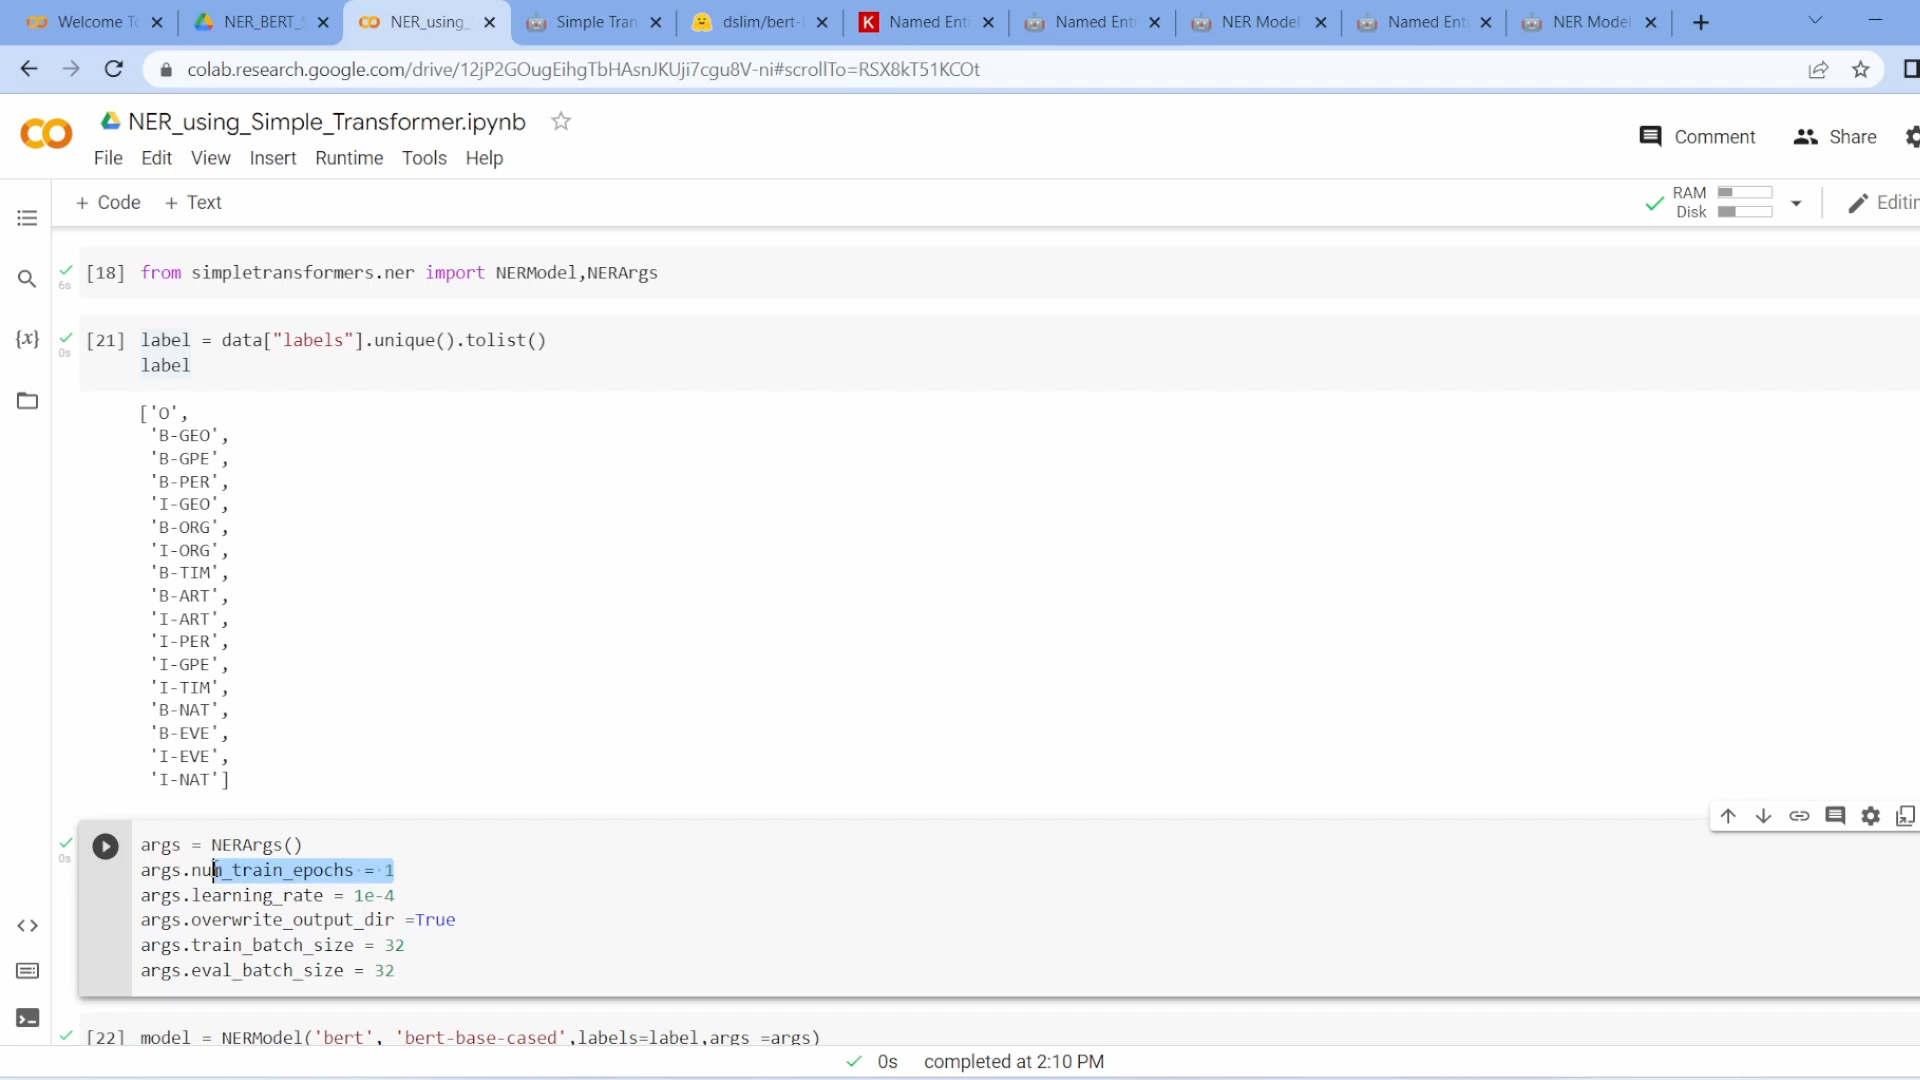 Welcome To
NER_BERT_S
NER_using_
Simple Tran
dslim/bert-
K Named Enti
Named Enti
NER Model
Named Ent
NER Model
colab.research.google.com/drive/12jP2GOugEihgTbHAsnJKUji7cgu8V-ni#scrollTo=RSX8kT51KCOt
NER_using_Simple_Transformer.ipynb
Comment Share
File Edit View Insert Runtime Tools Help
+ Code + Text
RAM
Disk
Editin
[18] from simpletransformers.ner import NERModel,NERArgs
6s
{x}
[21] label = data["labels"].unique().tolist()
0s
label
['O',
'B-GEO',
'B-GPE',
'B-PER',
'I-GEO',
'B-ORG',
'I-ORG',
'B-TIM',
'B-ART',
'I-ART',
'I-PER',
'I-GPE',
'I-TIM',
'B-NAT',
'B-EVE',
'I-EVE',
'I-NAT']
args = NERArgs()
0s
args.num_train_epochs = 1
args.learning_rate = 1e-4
args.overwrite_output_dir =True
args.train_batch_size = 32
args.eval_batch_size = 32
[22] model = NERModel('bert', 'bert-base-cased',labels=label,args =args)
0s completed at 2:10 PM